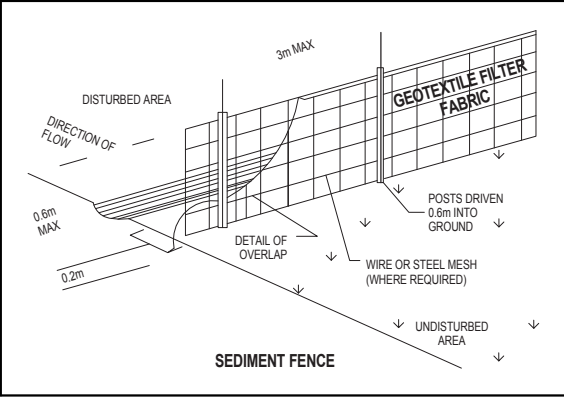 3m MAX
DISTURBED AREA
GEOTEXTILE FILTER
FABRIC
DIRECTION OF
FLOW
0.6m
MAX
POSTS DRIVEN
0.6m INTO
GROUND
DETAIL OF
OVERLAP
WIRE OR STEEL MESH
(WHERE REQUIRED)
0.2m
UNDISTURBED
AREA
SEDIMENT FENCE